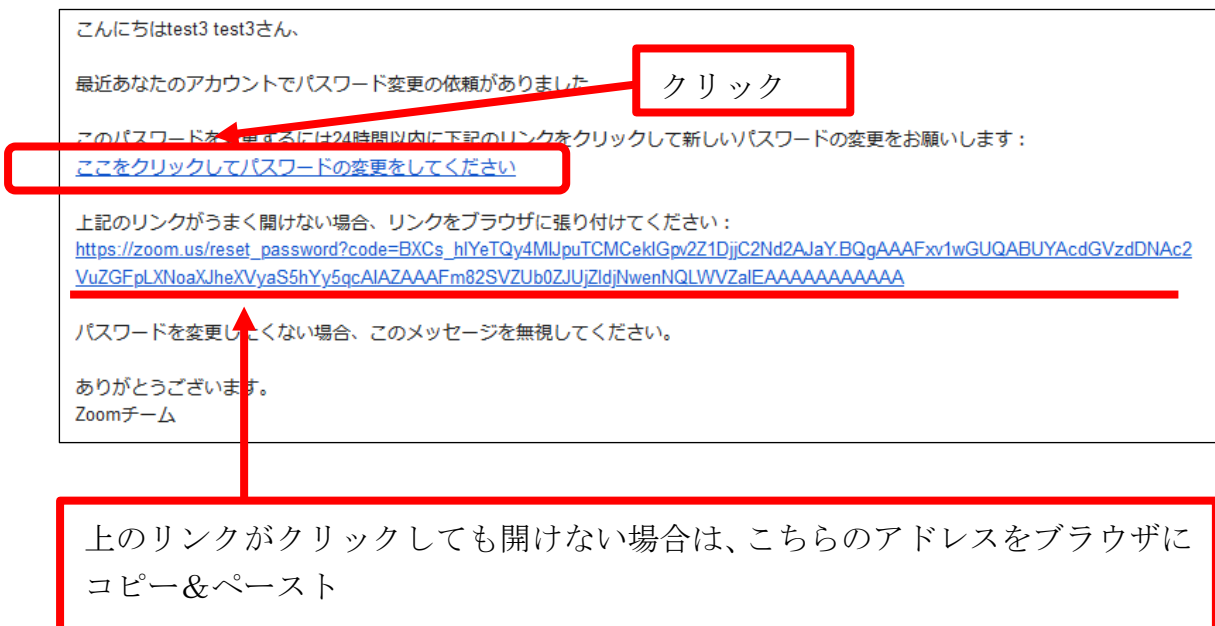 こんにちはtest3 test3さん、
最近あなたのアカウントでパスワード変更の依頼がありました
クリック
このパスワードを変更するには24時間以内に下記のリンクをクリックして新しいパスワードの変更をお願いします：
ここをクリックしてパスワードの変更をしてください
上記のリンクがうまく開けない場合、リンクをブラウザに張り付けてください：
https://zoom.us/reset_password?code=BXCs_hlYeTQy4MlJpuTCMCeklGpv2Z1DjjC2Nd2AJaY.BQgAAAFxv1wGUQABUYAcdGVzdDNAc2
VuZGFpLXNoaXJheXVyaS5hYy5qcAIAZAAAFm82SVZUb0ZJUjZldjNwenNQLWVZalEAAAAAAAAAAA
パスワードを変更したくない場合、このメッセージを無視してください。
ありがとうございます。
Zoomチーム
上のリンクがクリックしても開けない場合は、こちらのアドレスをブラウザに
コピー＆ペースト